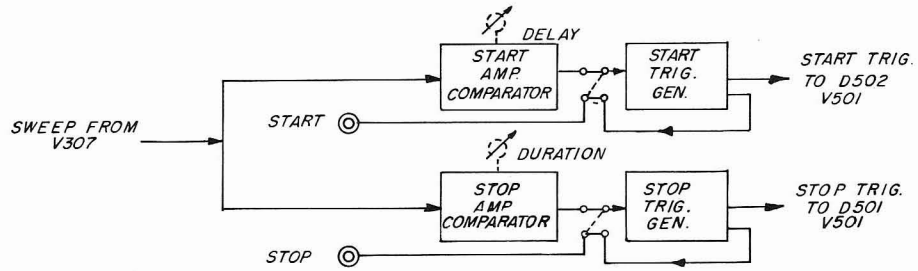 DELAY
START
AMP.
COMPARATOR
START
TRIG.
GEN.
START TRIG.
TO D502
V501
START
SWEEP FROM
V307
DURATION
STOP
AMP
COMPARATOR
STOP
TRIG.
GEN.
STOP TRIG.
TO D501
V501
STOP